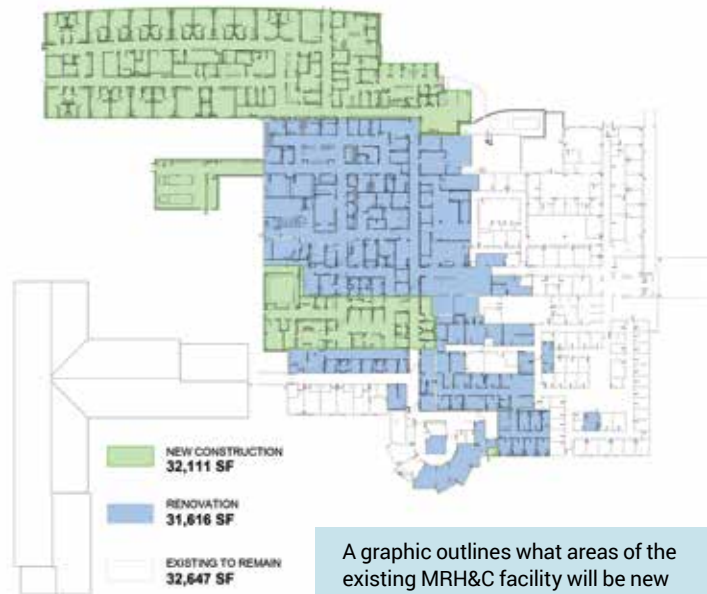 NEW CONSTRUCTION
32,111 SF
RENOVATION
31,616 SF
EXISTING TO REMAIN
32,647 SF
A graphic outlines what areas of the
existing MRH&C facility will be new